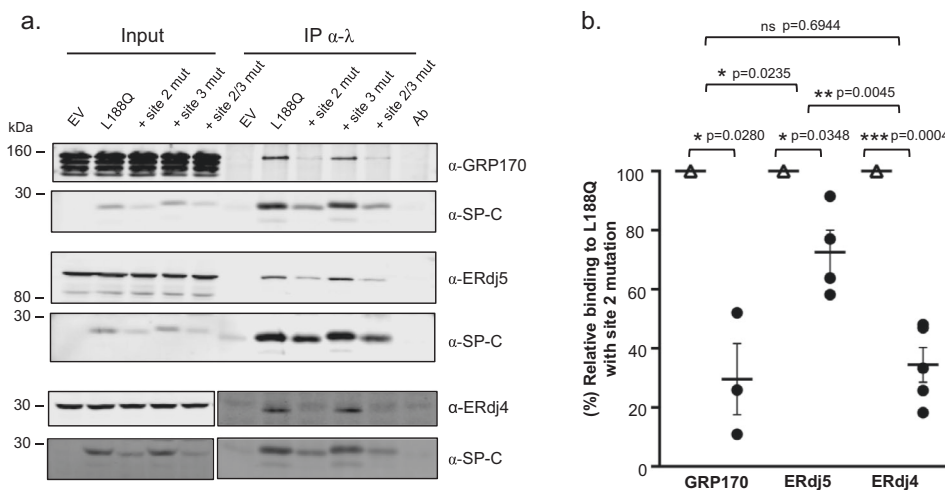 a.
Input
IP α-λ
EV
L188Q
+ site 2 mut
+ site 3 mut
+ site 2/3 mut
EV
L188Q
+ site 2 mut
+ site 3 mut
+ site 2/3 mut
Ab
kDa
160
α-GRP170
30
α-SP-C
α-ERdj5
80
30
α-SP-C
30
α-ERdj4
30
α-SP-C
b.
ns p=0.6944
* p=0.0235
** p=0.0045
* p=0.0280
* p=0.0348
*** p=0.0004
(%) Relative binding to L188Q
with site 2 mutation
100
80
60
40
20
0
GRP170
ERdj5
ERdj4